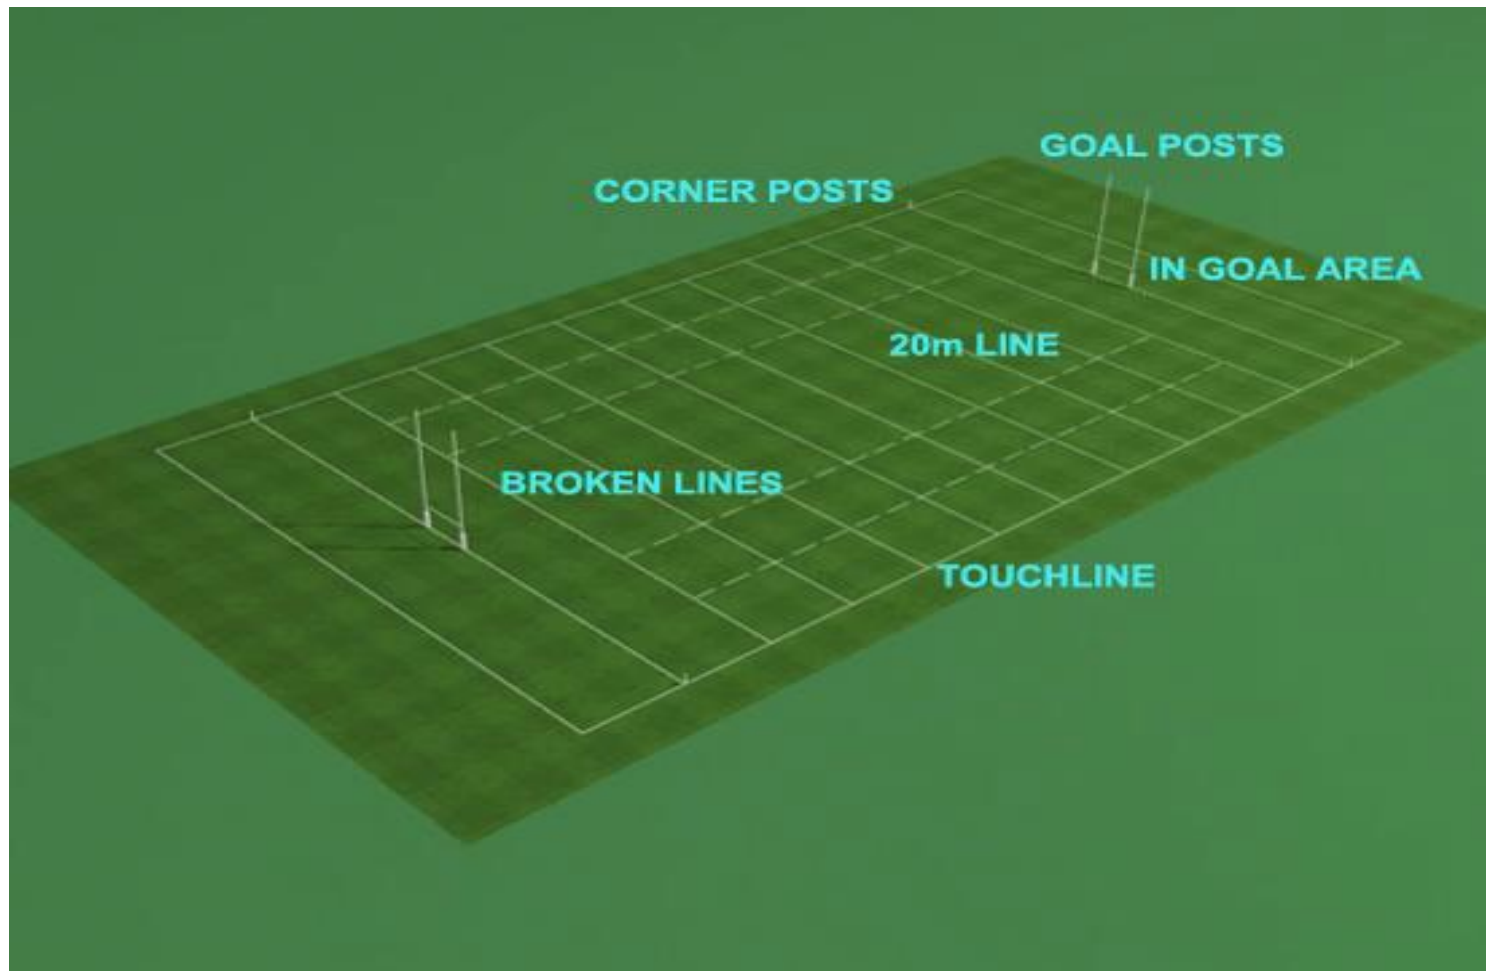 GOAL POSTS
CORNER POSTS
IN GOAL AREA
20m LINE
BROKEN LINES
TOUCHLINE